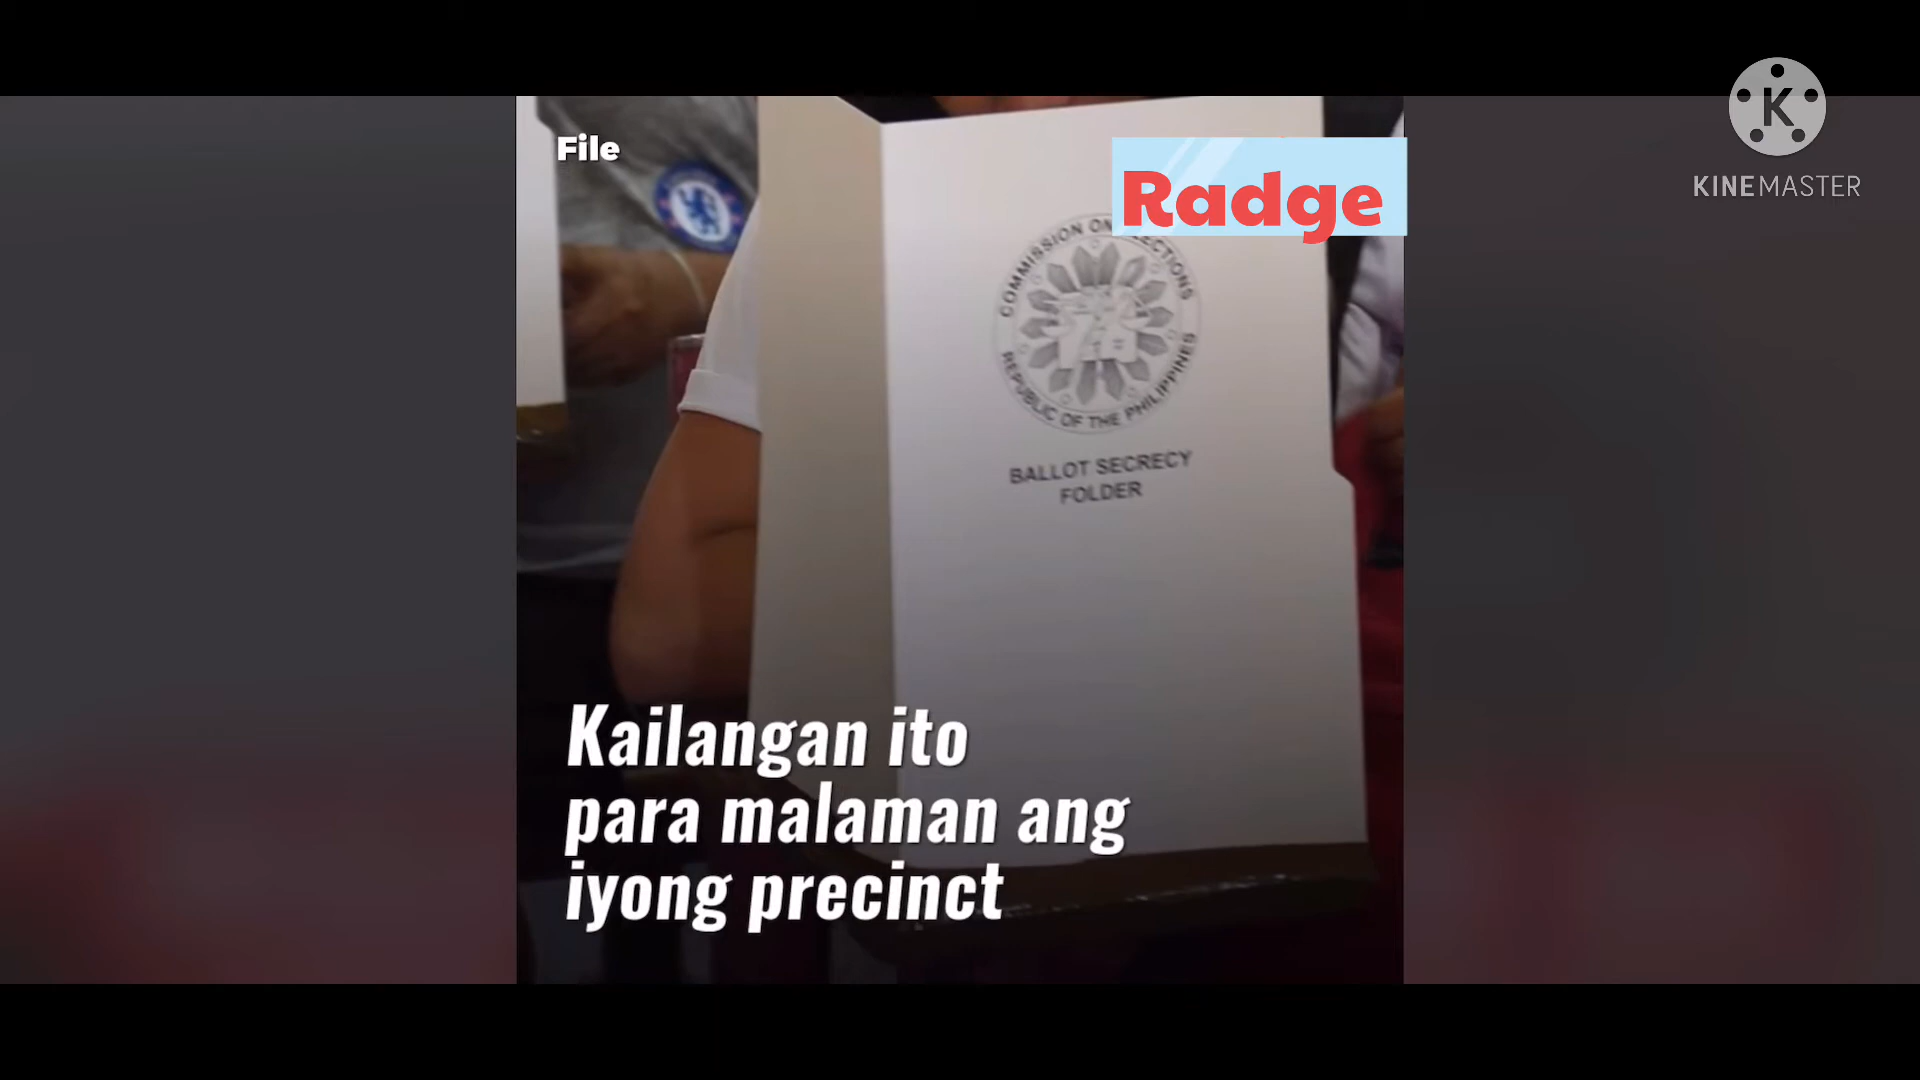 File
Radge
K
KINEMASTER
COMMISSION ON ELECTIONS
REPUBLIC OF THE PHILIPPINES
BALLOT SECRECY
FOLDER
Kailangan ito
para malaman ang
iyong precinct